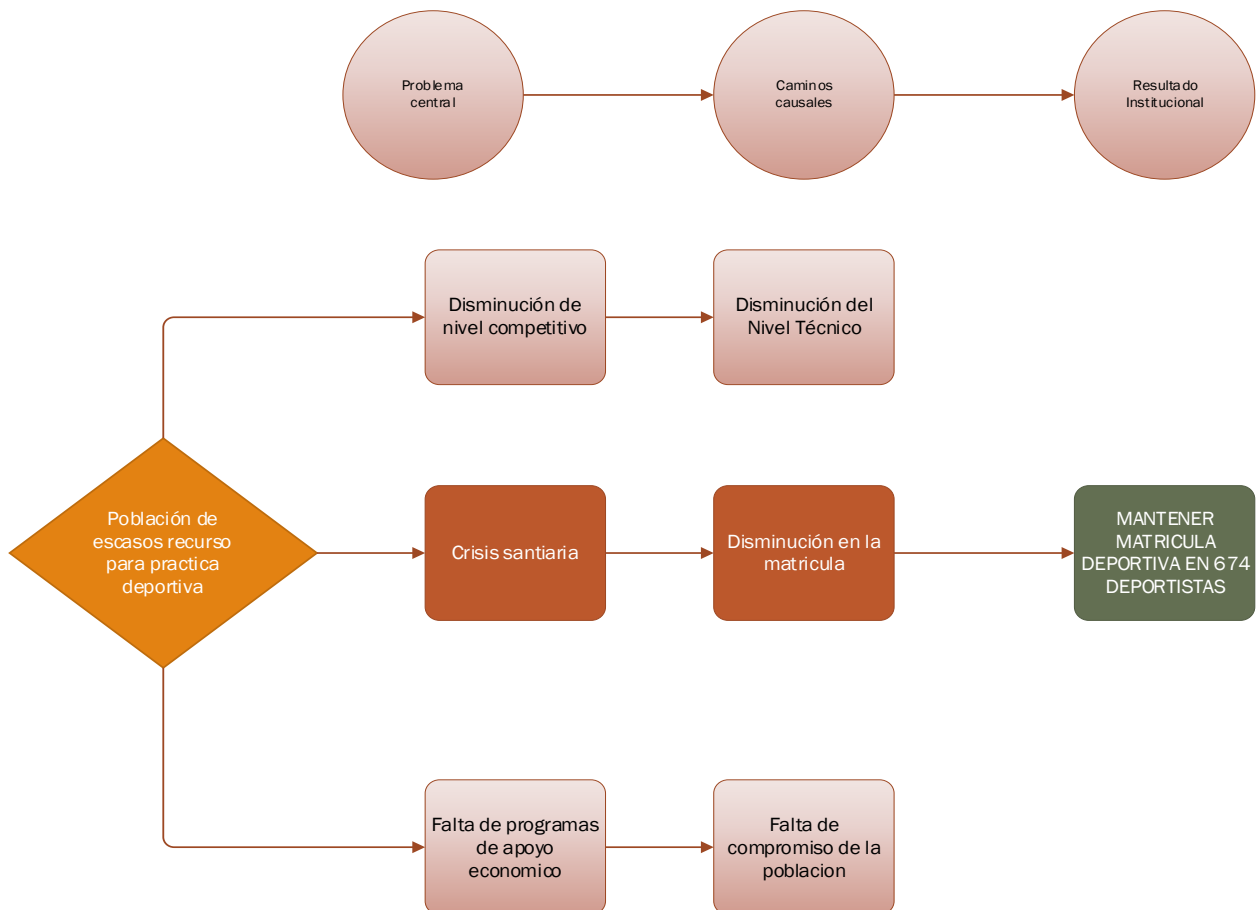 Problema
central
Caminos
causales
Resultado
Institucional
Disminución de
nivel competitivo
Disminución del
Nivel Técnico
Población de
escasos recurso
para practica
deportiva
Crisis santiaria
Disminución en la
matricula
MANTENER
MATRICULA
DEPORTIVA EN 674
DEPORTISTAS
Falta de programas
de apoyo
economico
Falta de
compromiso de la
poblacion